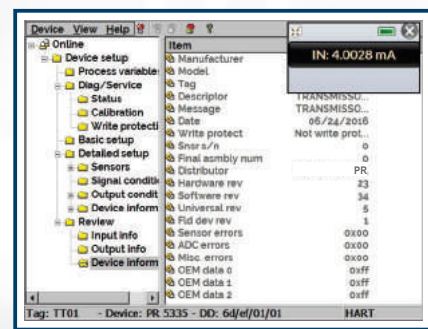 Device View Help
Online
Device setup
Process variable
Diag/Service
Status
Calibration
Write protecti
Basic setup
Detailed setup
Sensors
Signal conditi
Output condit
Device inform
Review
Input info
Output info
Device inform
Item
Manufacturer
Model
Tag
Descriptor TRANSMISSO...
Message TRANSMISSO...
Date 06/24/2016
Write protect Not write prot...
Snsr s/n 0
Final asmbly num 0
Distributor PR
Hardware rev 23
Software rev 34
Universal rev 5
Fld dev rev 1
Sensor errors 0x00
ADC errors 0x00
Misc. errors 0x00
OEM data 0 0xff
OEM data 1 0xff
OEM data 2 0xff
IN: 4.0028 mA
Tag: TT01 - Device: PR 5335 - DD: 6d/ef/01/01 HART